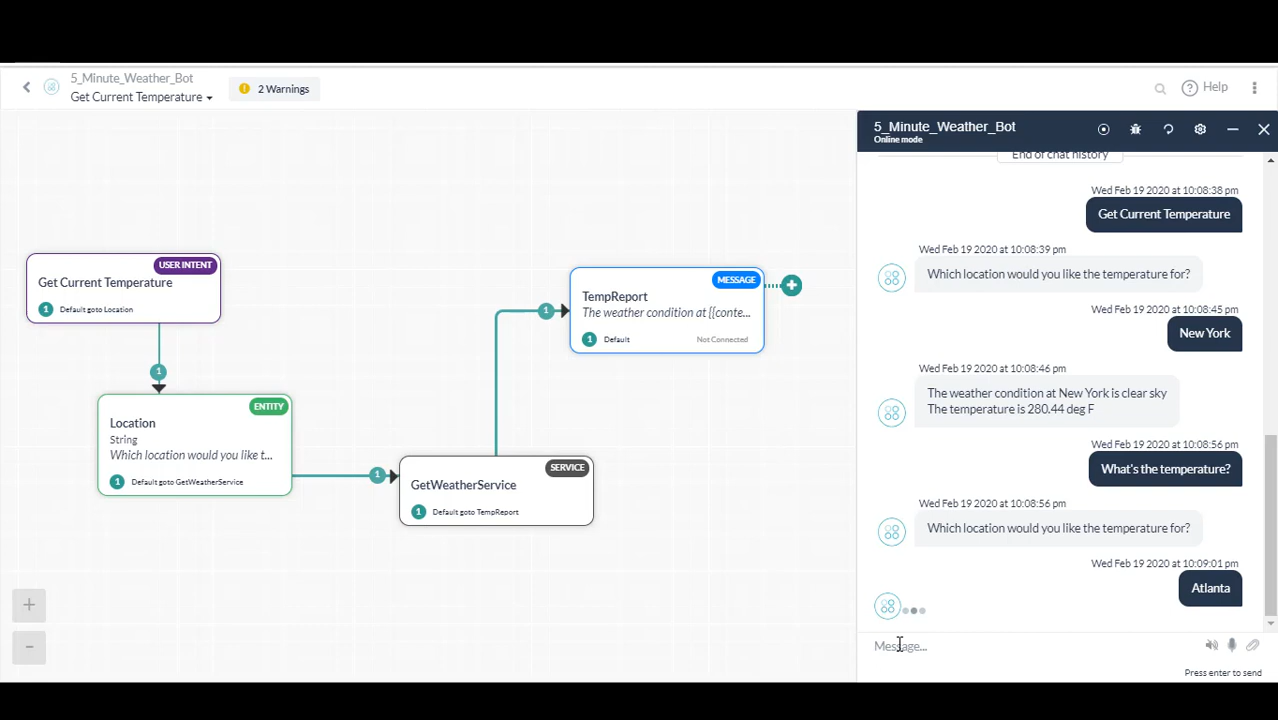 5_Minute_Weather_Bot
Get Current Temperature
2 Warnings
Help
USER INTENT
Get Current Temperature
1 Default goto Location
1
ENTITY
Location
String
Which location would you like t...
1 Default goto GetWeatherService
1
SERVICE
GetWeatherService
1 Default goto TempReport
1
MESSAGE
TempReport
The weather condition at {{conte...
1 Default Not Connected
5_Minute_Weather_Bot
Online mode
End of chat history
Wed Feb 19 2020 at 10:08:38 pm
Get Current Temperature
Wed Feb 19 2020 at 10:08:39 pm
Which location would you like the temperature for?
Wed Feb 19 2020 at 10:08:45 pm
New York
Wed Feb 19 2020 at 10:08:46 pm
The weather condition at New York is clear sky
The temperature is 280.44 deg F
Wed Feb 19 2020 at 10:08:56 pm
What's the temperature?
Wed Feb 19 2020 at 10:08:56 pm
Which location would you like the temperature for?
Wed Feb 19 2020 at 10:09:01 pm
Atlanta
Message...
Press enter to send